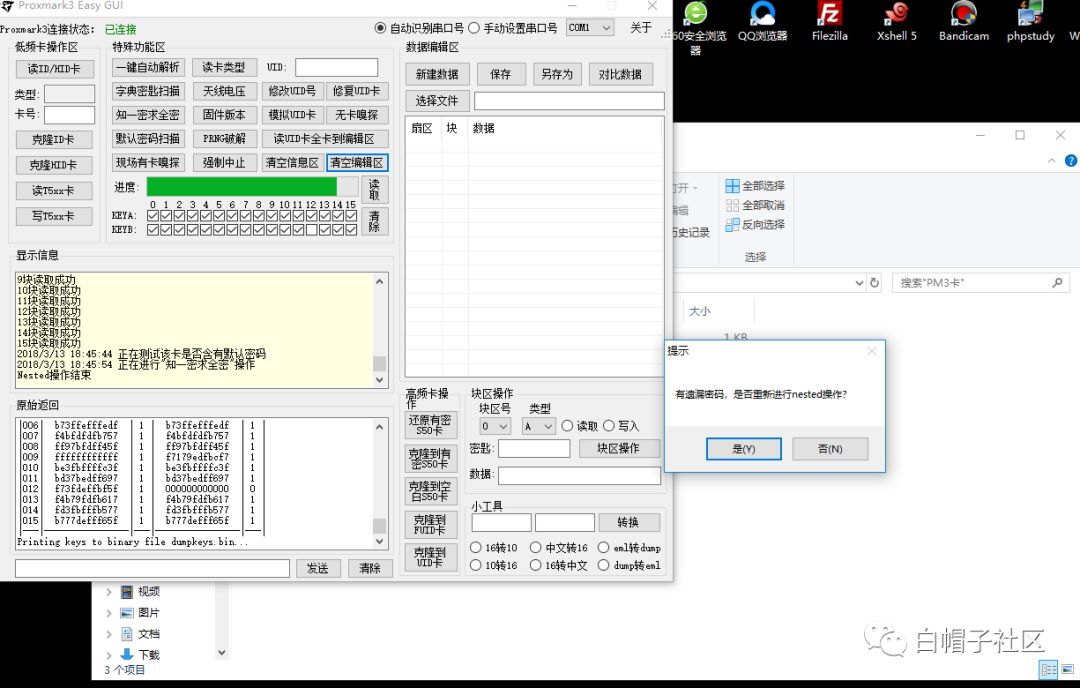 Proxmark3 Easy GUI
Proxmark3连接状态: 已连接
自动识别串口号 手动设置串口号 COM1 关于
低频卡操作区
读ID/HID卡
类型:
卡号:
克隆ID卡
克隆HID卡
读T5xx卡
写T5xx卡
特殊功能区
一键自动解析 读卡类型 UID:
字典密匙扫描 天线电压 修改UID号 修复UID卡
知一密求全密 固件版本 模拟UID卡 无卡嗅探
默认密码扫描 PRNG破解 读UID卡全卡到编辑区
现场有卡嗅探 强制中止 清空信息区 清空编辑区
进度: 读取
0 1 2 3 4 5 6 7 8 9 10 11 12 13 14 15
KEYA:
KEYB:
清除
数据编辑区
新建数据 保存 另存为 对比数据
选择文件
扇区 块 数据
显示信息
9块读取成功
10块读取成功
11块读取成功
12块读取成功
13块读取成功
14块读取成功
15块读取成功
2018/3/13 18:45:44 正在测试该卡是否含有默认密码
2018/3/13 18:45:54 正在进行"知一密求全密"操作
Nested操作结束
原始返回
|006| b73ffefffedf | 1 | b73ffefffedf | 1 |
|007| f4bfdfdfb757 | 1 | f4bfdfdfb757 | 1 |
|008| ff97bfdff45f | 1 | ff97bfdff45f | 1 |
|009| ffffffffffff | 1 | f7179edfbcf7 | 1 |
|010| be3fbffffc3f | 1 | be3fbffffc3f | 1 |
|011| bd37bedff697 | 1 | bd37bedff697 | 1 |
|012| f73fdeffbf5f | 1 | 000000000000 | 0 |
|013| f4b79fdfb617 | 1 | f4b79fdfb617 | 1 |
|014| fd3fbfffb577 | 1 | fd3fbfffb577 | 1 |
|015| b777defff65f | 1 | b777defff65f | 1 |
Printing keys to binary file dumpkeys.bin...
发送 清除
高频卡操作
还原有密S50卡
克隆到有密S50卡
克隆到空白S50卡
克隆到FUID卡
克隆到UID卡
块区操作
块区号 类型
0 A 读取 写入
密匙: 块区操作
数据:
小工具
转换
16转10 中文转16 eml转dump
10转16 16转中文 dump转eml
60安全浏览器
QQ浏览器
Filezilla
Xshell 5
Bandicam
phpstudy
W
打开
编辑
历史记录
全部选择
全部取消
反向选择
选择
搜索"PM3卡"
大小
1 KB
提示
有遗漏密码，是否重新进行nested操作?
是(Y) 否(N)
视频
图片
文档
下载
3 个项目
白帽子社区